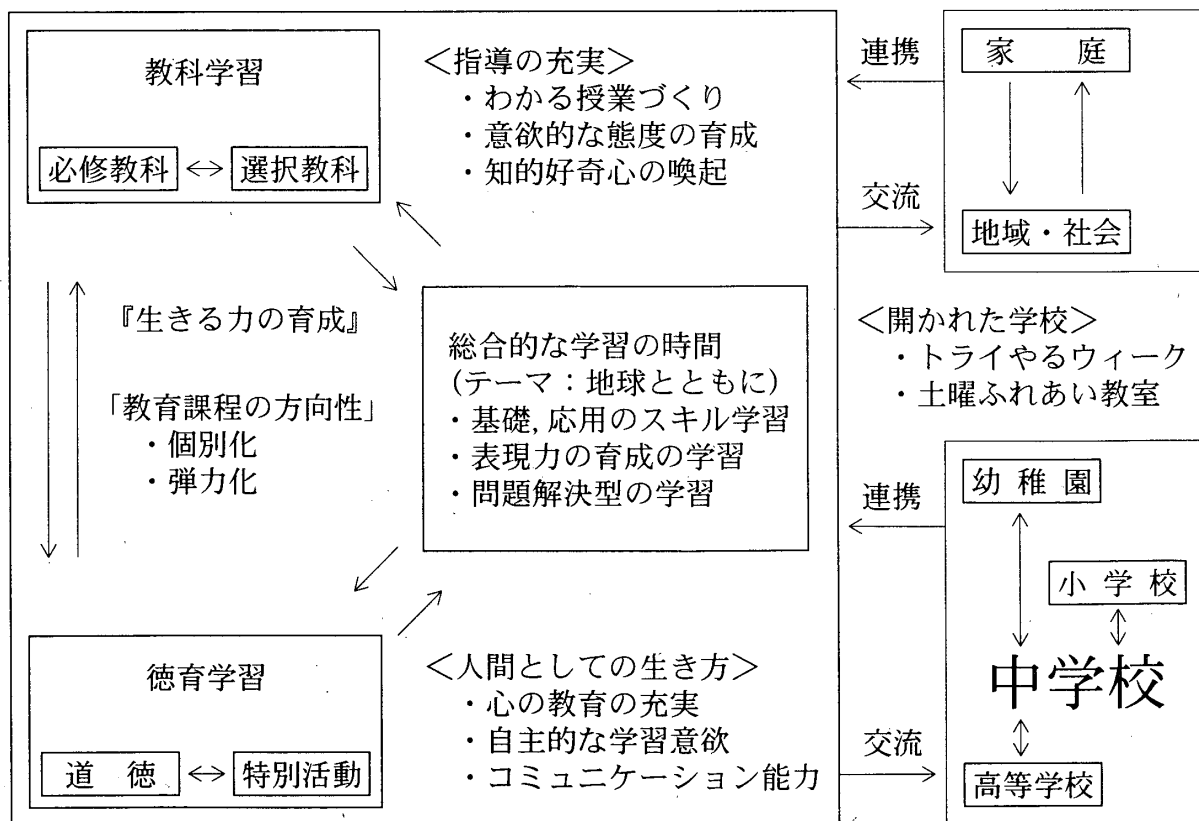 教科学習
必修教科 ↔ 選択教科
＜指導の充実＞
・わかる授業づくり
・意欲的な態度の育成
・知的好奇心の喚起
『生きる力の育成』
「教育課程の方向性」
・個別化
・弾力化
総合的な学習の時間
(テーマ：地球とともに)
・基礎, 応用のスキル学習
・表現力の育成の学習
・問題解決型の学習
徳育学習
道　徳 ↔ 特別活動
＜人間としての生き方＞
・心の教育の充実
・自主的な学習意欲
・コミュニケーション能力
連携
交流
家　庭
地域・社会
＜開かれた学校＞
・トライやるウィーク
・土曜ふれあい教室
連携
交流
幼稚園
小学校
中学校
高等学校